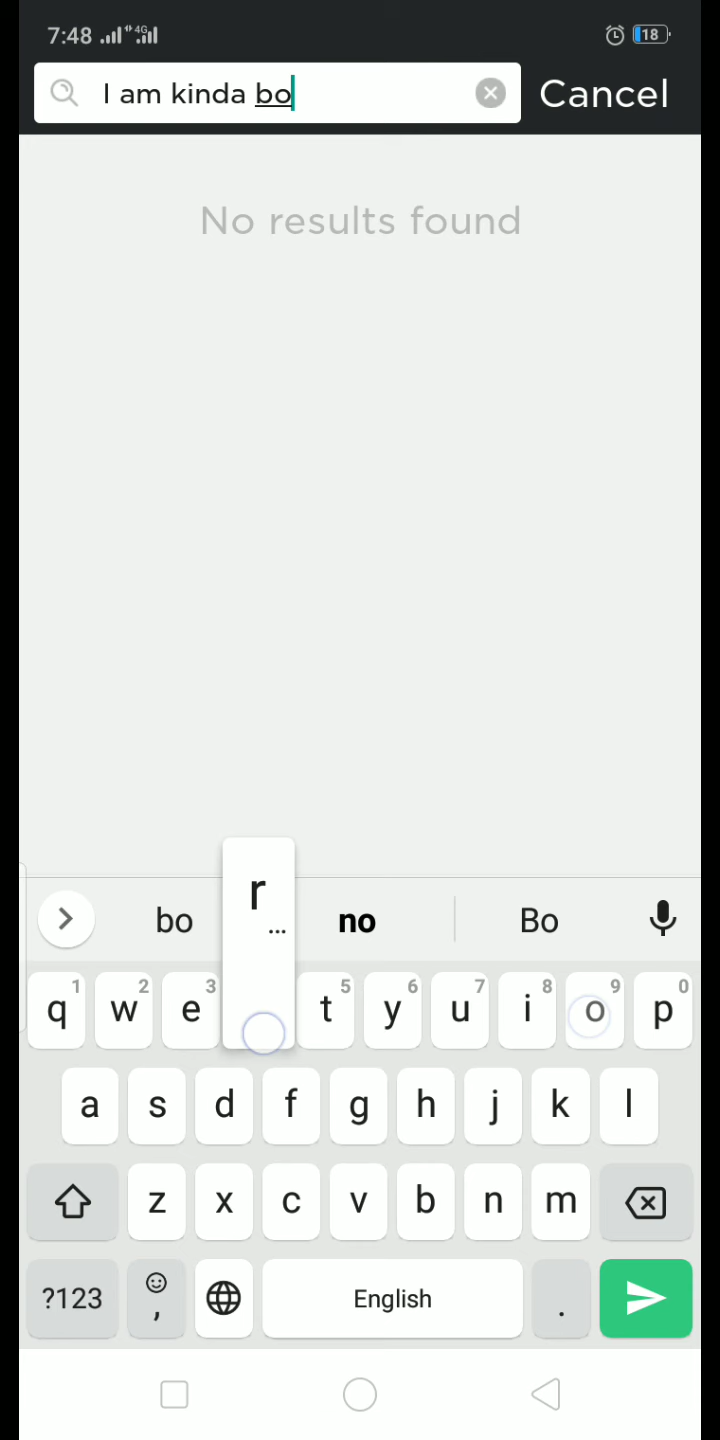 7:48 4G 18
I am kinda bo Cancel
No results found
r
...
bo no Bo
1 2 3 5 6 7 8 9 0
q w e t y u i o p
a s d f g h j k l
z x c v b n m
?123 , English .